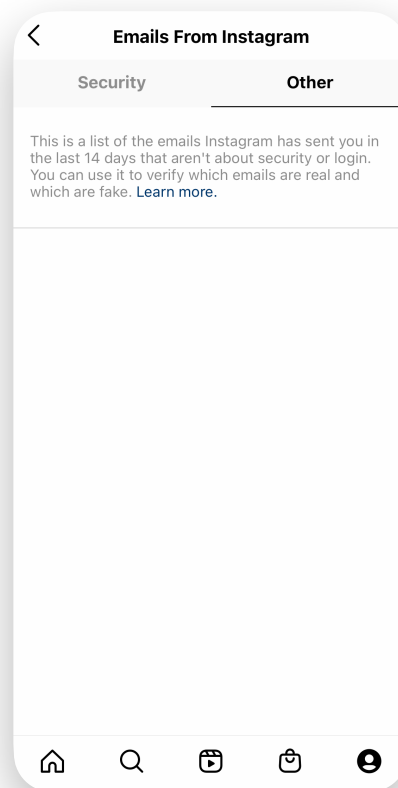 Emails From Instagram
Security
Other
This is a list of the emails Instagram has sent you in
the last 14 days that aren't about security or login.
You can use it to verify which emails are real and
which are fake. Learn more.